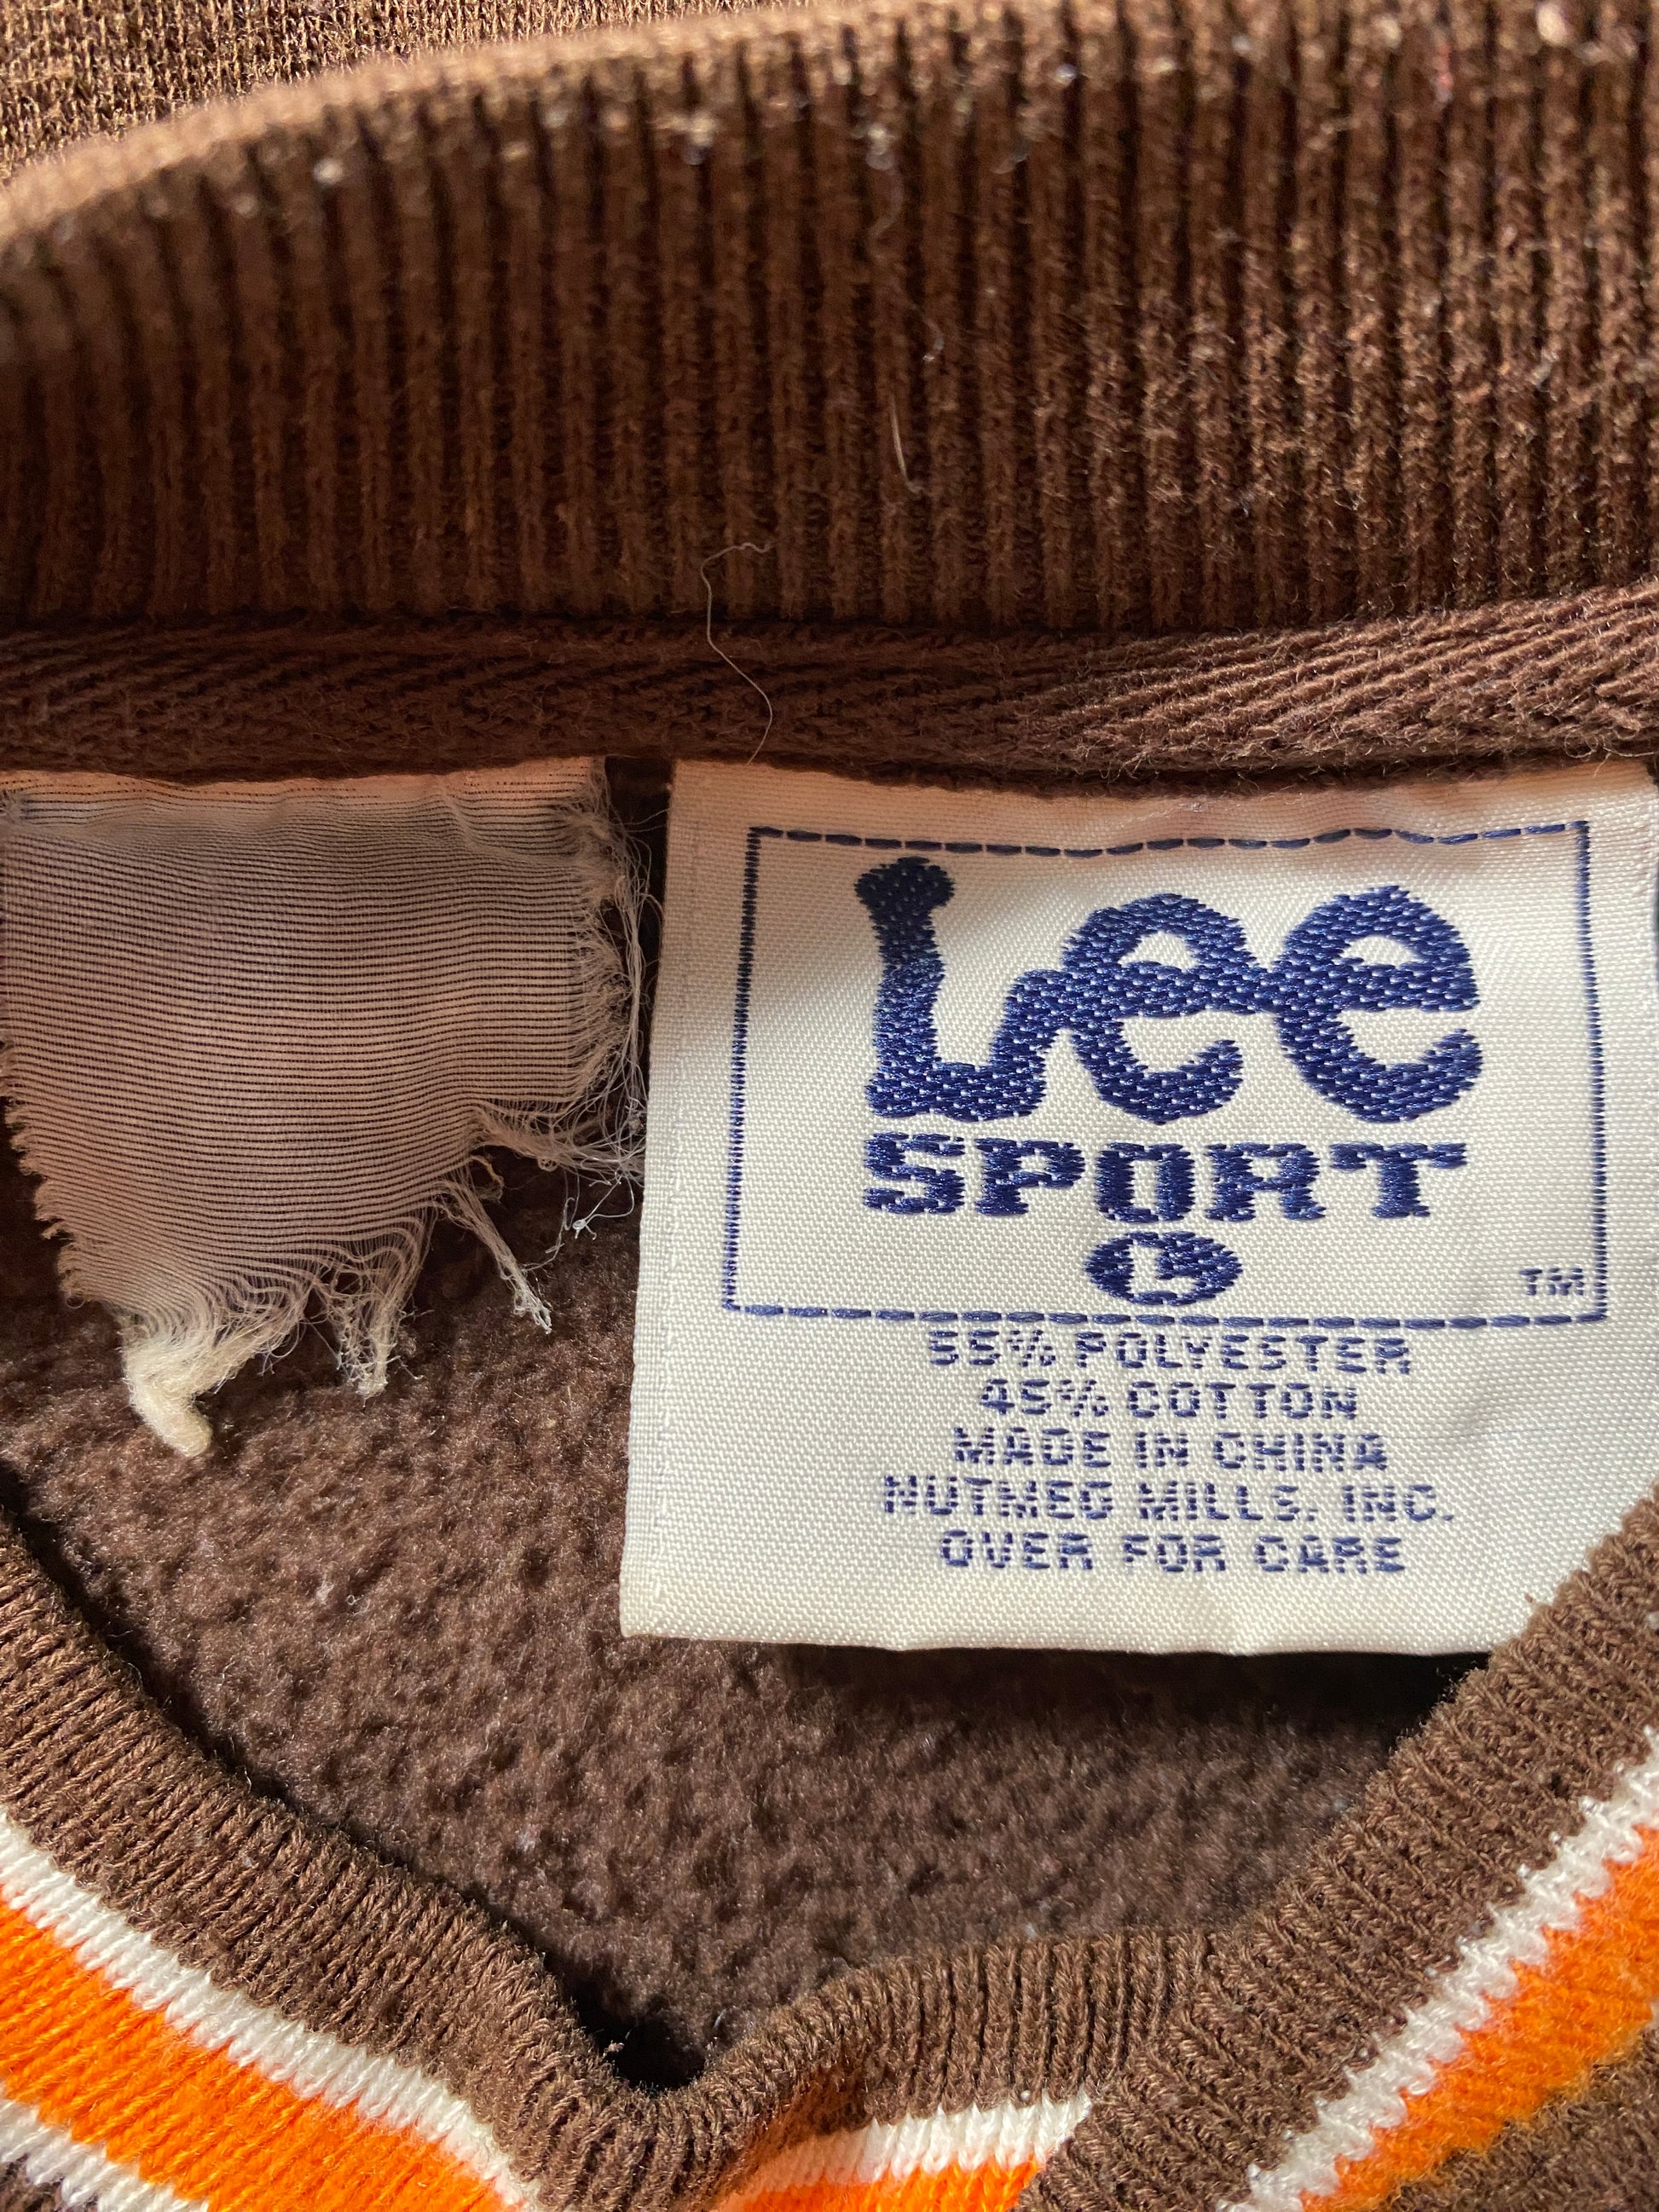 Lee
SPORT
L
TM
55% POLYESTER
45% COTTON
MADE IN CHINA
NUTMEG MILLS, INC.
OVER FOR CARE